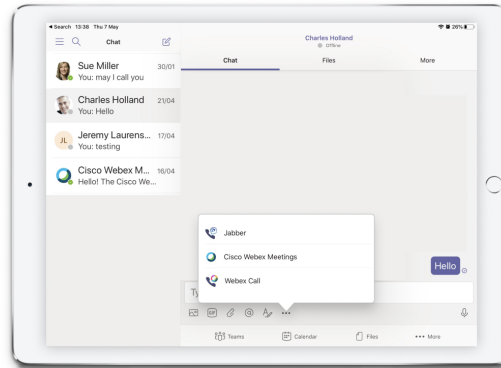 Search 13:38 Thu 7 May
26%
Chat
Sue Miller 30/01
You: may I call you
Charles Holland 21/04
You: Hello
JL
Jeremy Laurens... 17/04
You: testing
Cisco Webex M... 16/04
Hello! The Cisco We...
Charles Holland
Offline
Chat Files More
Jabber
Cisco Webex Meetings
Webex Call
Hello
Ty
GIF
Teams Calendar Files More